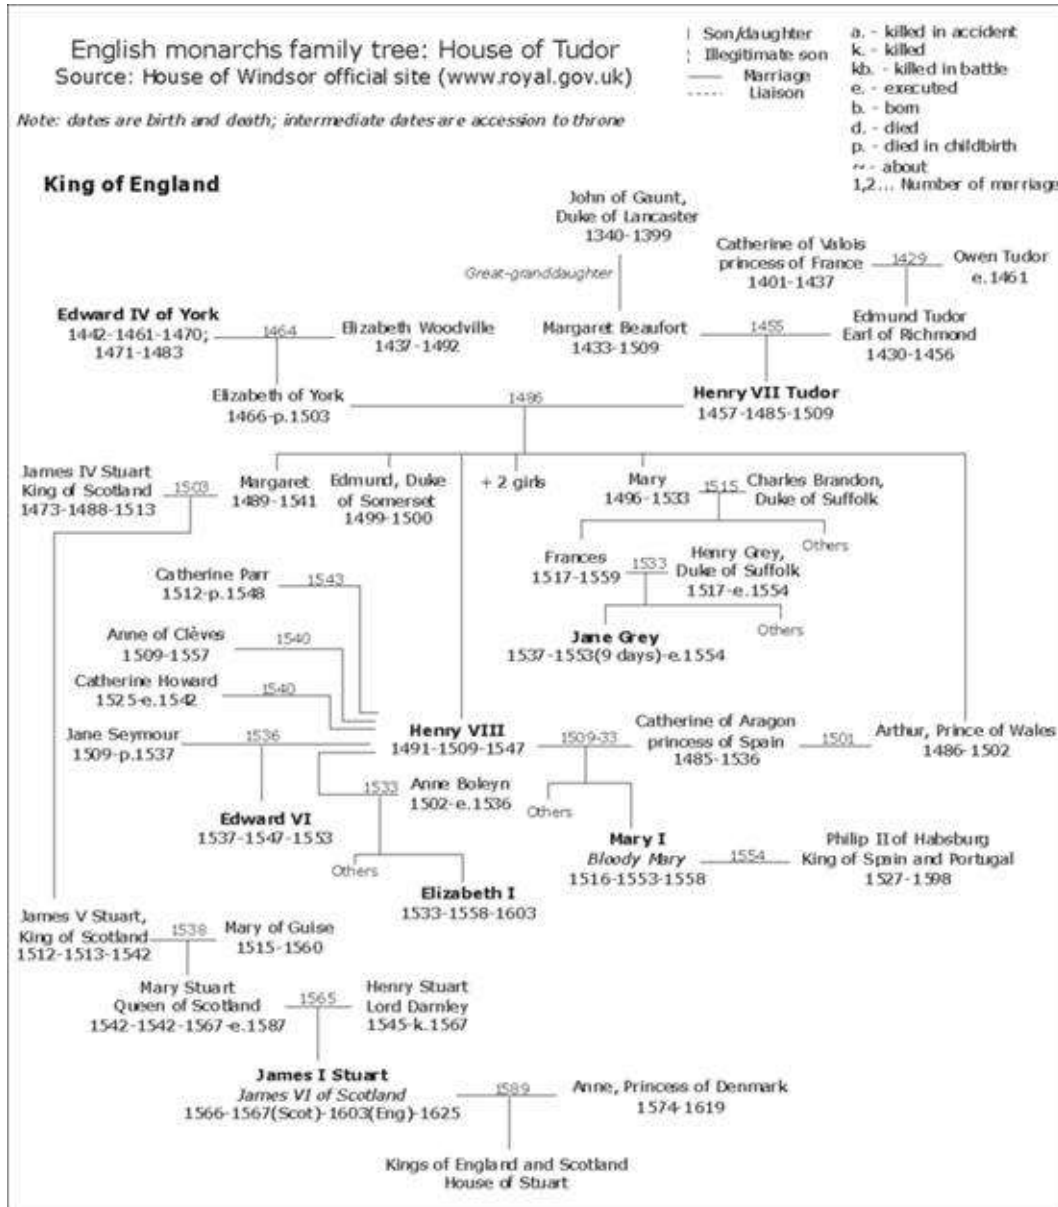 English monarchs family tree: House of Tudor
Source: House of Windsor official site (www.royal.gov.uk)
Note: dates are birth and death; intermediate dates are accession to throne
Son/daughter
Illegitimate son
Marriage
Liaison
a. - killed in accident
k. - killed
kb. - killed in battle
e. - executed
b. - born
d. - died
p. - died in childbirth
~ - about
1,2... Number of marriage
King of England
John of Gaunt,
Duke of Lancaster
1340-1399
Great-granddaughter
Catherine of Valois
princess of France
1401-1437
1429
Owen Tudor
e.1461
Edward IV of York
1442-1461-1470;
1471-1483
1464
Elizabeth Woodville
1437-1492
Margaret Beaufort
1433-1509
1455
Edmund Tudor
Earl of Richmond
1430-1456
Elizabeth of York
1466-p.1503
1486
Henry VII Tudor
1457-1485-1509
James IV Stuart
King of Scotland
1473-1488-1513
1503
Margaret
1489-1541
Edmund, Duke
of Somerset
1499-1500
+ 2 girls
Mary
1496-1533
1515
Charles Brandon,
Duke of Suffolk
Others
Frances
1517-1559
1533
Henry Grey,
Duke of Suffolk
1517-e.1554
Jane Grey
1537-1553(9 days)-e.1554
Others
Catherine Parr
1512-p.1548
1543
Anne of Clèves
1509-1557
1540
Catherine Howard
1525-e.1542
1540
Jane Seymour
1509-p.1537
1536
Henry VIII
1491-1509-1547
1509-33
Catherine of Aragon
princess of Spain
1485-1536
1501
Arthur, Prince of Wales
1486-1502
1533
Anne Boleyn
1502-e.1536
Others
Edward VI
1537-1547-1553
Others
Elizabeth I
1533-1558-1603
Mary I
Bloody Mary
1516-1553-1558
1554
Philip II of Habsburg
King of Spain and Portugal
1527-1598
James V Stuart,
King of Scotland
1512-1513-1542
1538
Mary of Guise
1515-1560
Mary Stuart
Queen of Scotland
1542-1542-1567-e.1587
1565
Henry Stuart
Lord Darnley
1545-k.1567
James I Stuart
James VI of Scotland
1566-1567(Scot)-1603(Eng)-1625
1589
Anne, Princess of Denmark
1574-1619
Kings of England and Scotland
House of Stuart